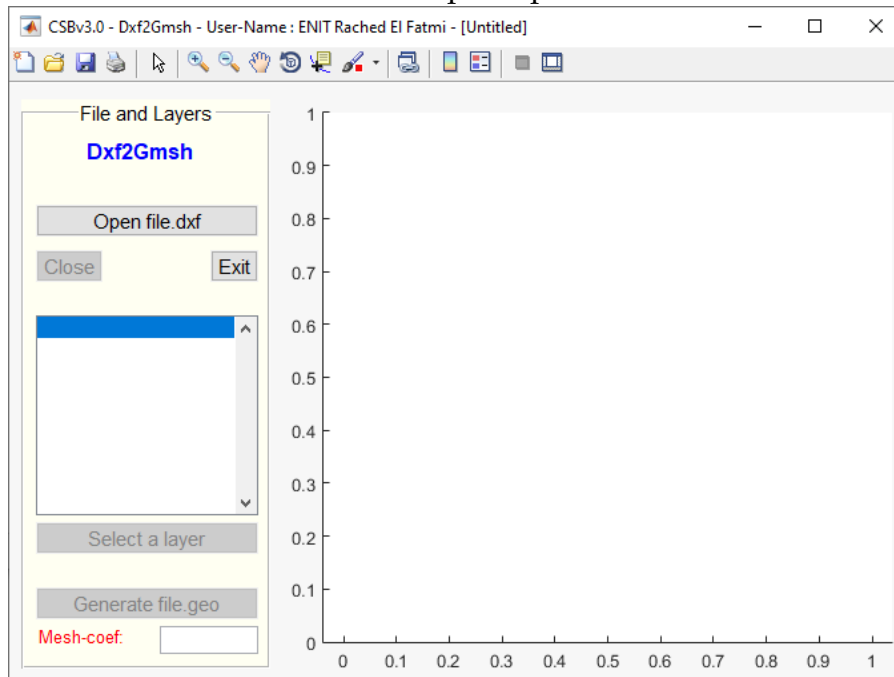 CSBv3.0 - Dxf2Gmsh - User-Name : ENIT Rached El Fatmi - [Untitled]
File and Layers
Dxf2Gmsh
Open file.dxf
Close
Exit
Select a layer
Generate file.geo
Mesh-coef:
1
0.9
0.8
0.7
0.6
0.5
0.4
0.3
0.2
0.1
0
0 0.1 0.2 0.3 0.4 0.5 0.6 0.7 0.8 0.9 1